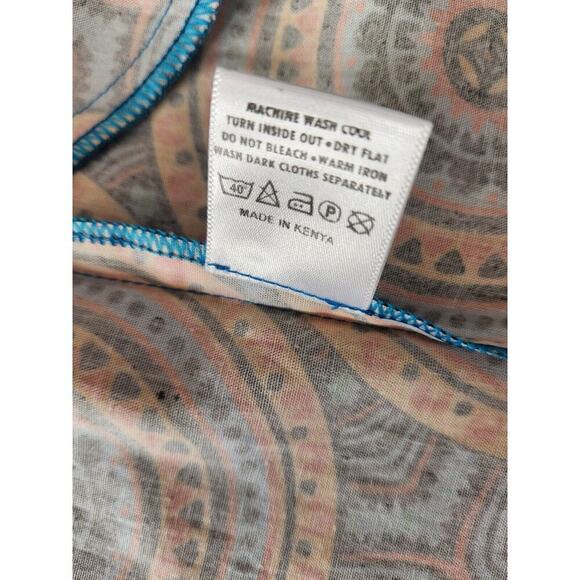 MACHINE WASH COOL
TURN INSIDE OUT • DRY FLAT
DO NOT BLEACH • WARM IRON
WASH DARK CLOTHS SEPARATELY
40° P
MADE IN KENYA